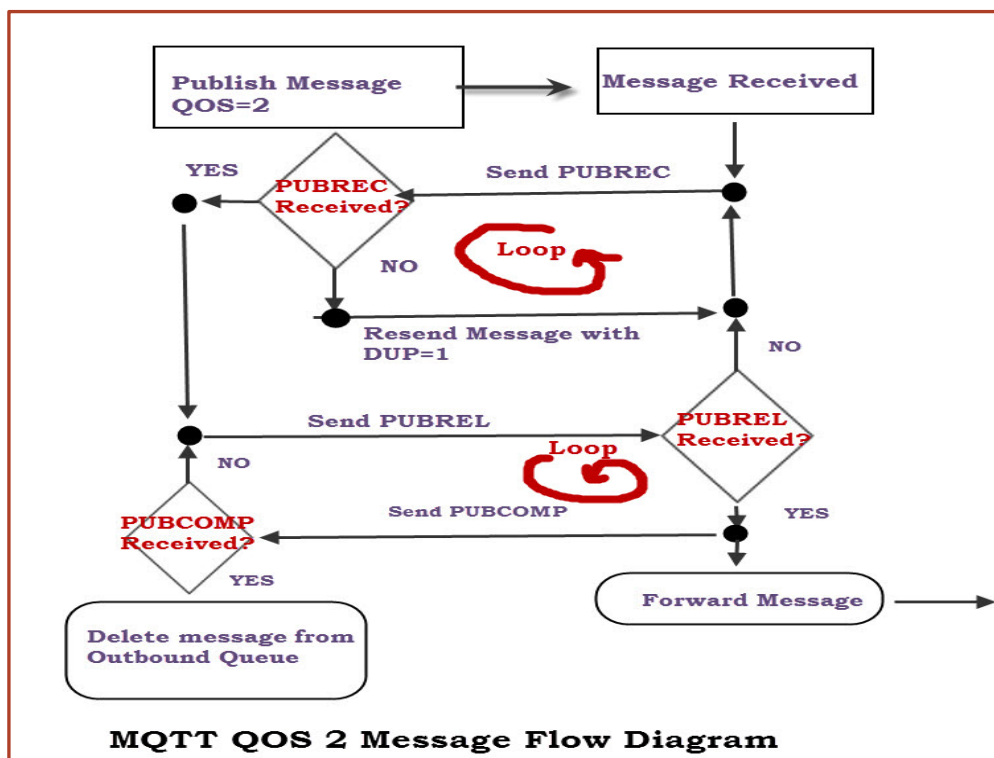 Publish Message
QOS=2
Message Received
YES
Send PUBREC
PUBREC
Received?
Loop
NO
Resend Message with
DUP=1
NO
Send PUBREL
PUBREL
Received?
Loop
NO
Send PUBCOMP
YES
PUBCOMP
Received?
YES
Forward Message
Delete message from
Outbound Queue
MQTT QOS 2 Message Flow Diagram